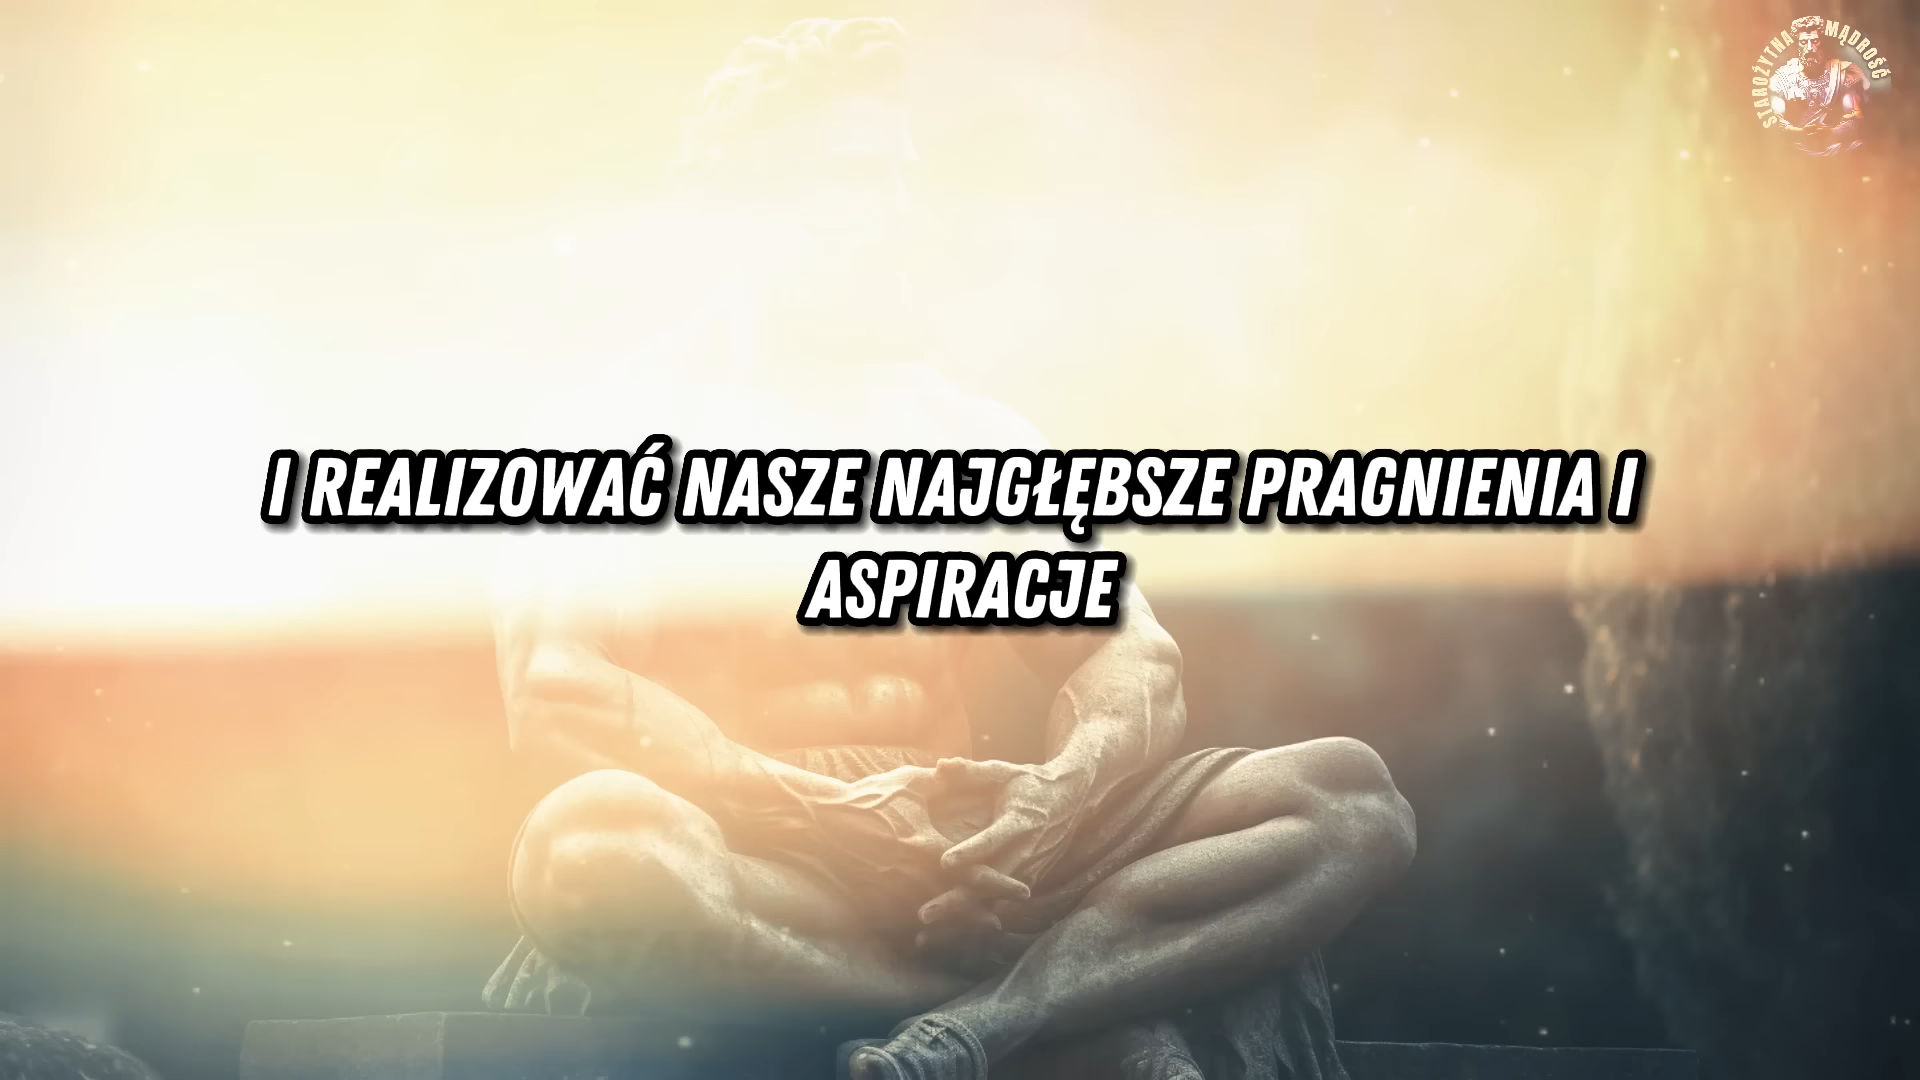 STAROŻYTNA MĄDROŚĆ
I REALIZOWAĆ NASZE NAJGŁĘBSZE PRAGNIENIA I
ASPIRACJE